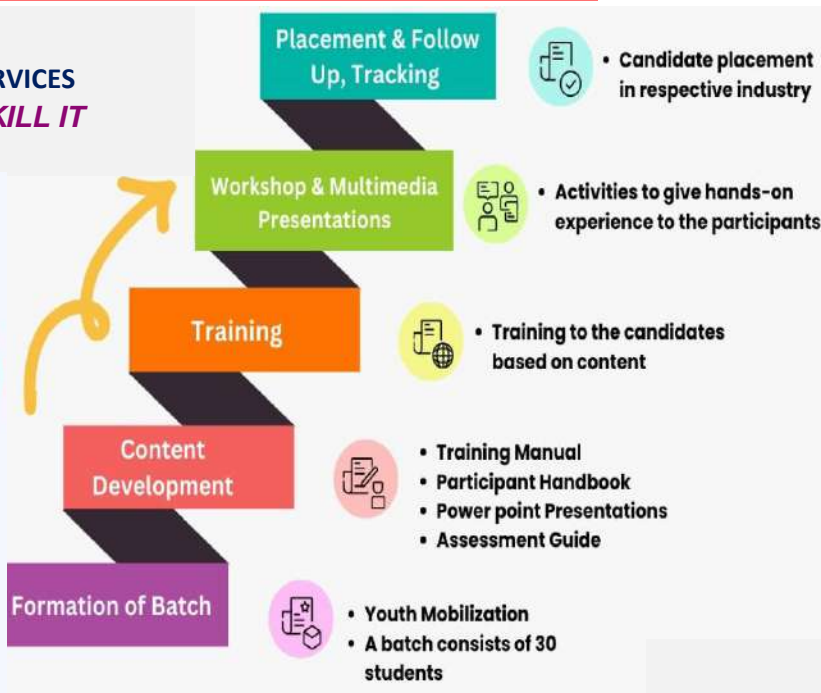 RVICES
KILL IT
Placement & Follow
Up, Tracking
• Candidate placement
in respective industry
Workshop & Multimedia
Presentations
• Activities to give hands-on
experience to the participants
Training
• Training to the candidates
based on content
Content
Development
• Training Manual
• Participant Handbook
• Power point Presentations
• Assessment Guide
Formation of Batch
• Youth Mobilization
• A batch consists of 30
students